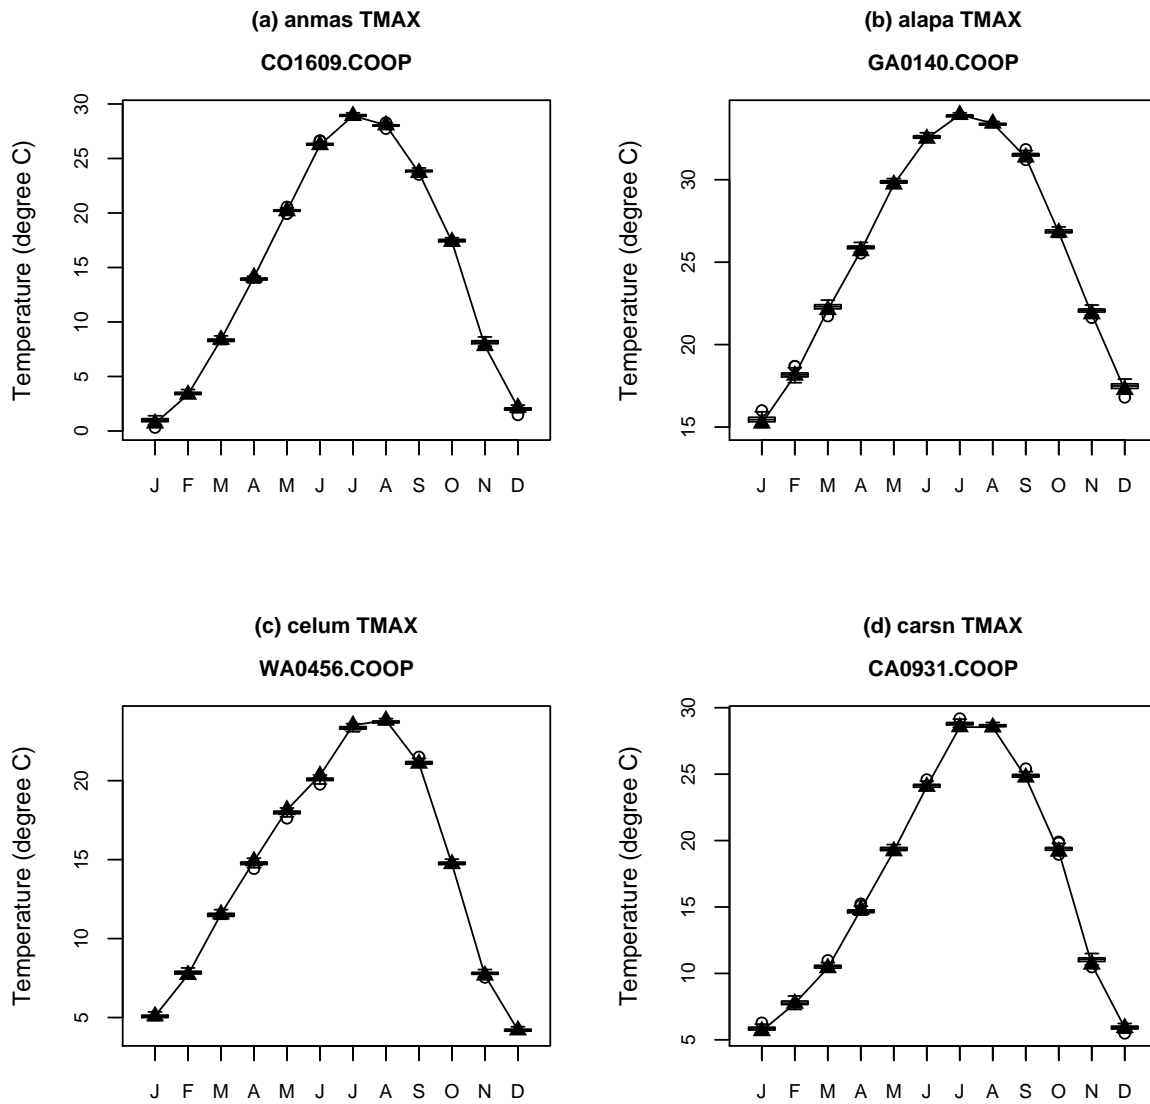 (a) anmas TMAX
CO1609.COOP
Temperature (degree C)
30
25
20
15
10
5
0
J F M A M J J A S O N D
(b) alapa TMAX
GA0140.COOP
Temperature (degree C)
30
25
20
15
J F M A M J J A S O N D
(c) celum TMAX
WA0456.COOP
Temperature (degree C)
20
15
10
5
J F M A M J J A S O N D
(d) carsn TMAX
CA0931.COOP
Temperature (degree C)
30
25
20
15
10
5
J F M A M J J A S O N D